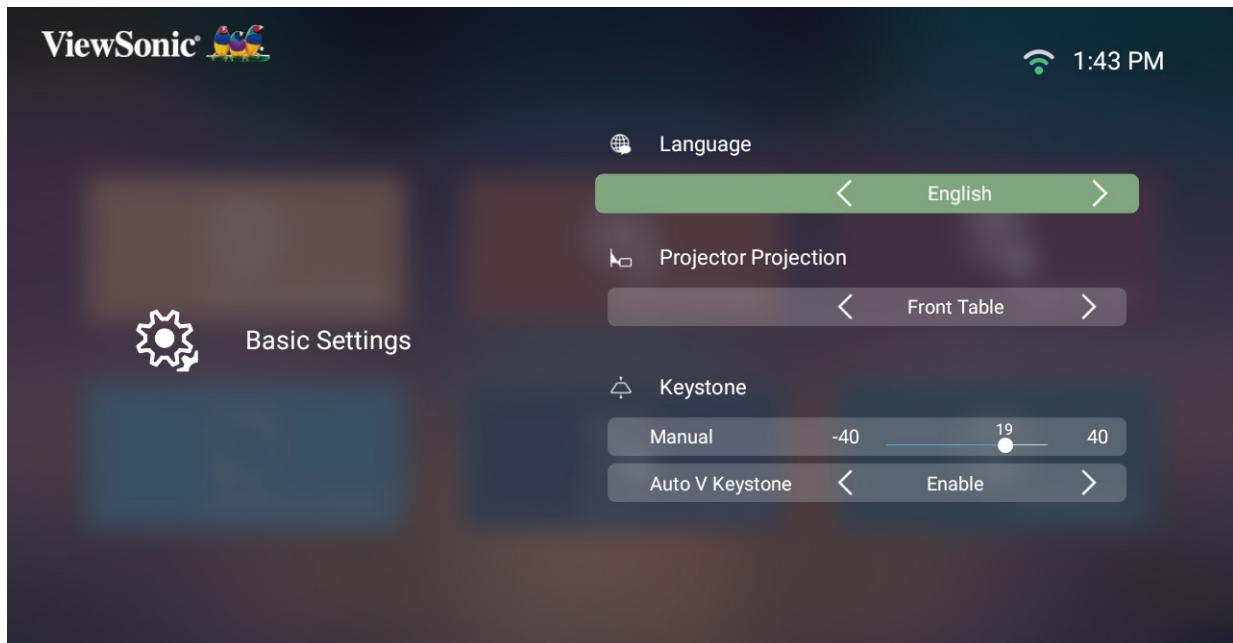 ViewSonic®
1:43 PM
Language
English
Projector Projection
Front Table
Basic Settings
Keystone
Manual -40 19 40
Auto V Keystone Enable